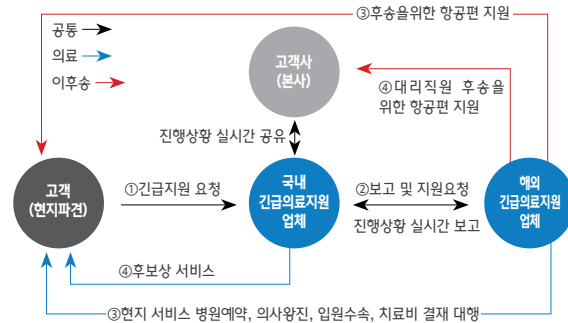 ③후송을위한 항공편 지원
공통
의료
이후송
고객사
(본사)
④대리직원 후송을
위한 항공편 지원
진행상황 실시간 공유
고객
(현지파견)
①긴급지원 요청
국내
긴급의료지원
업체
②보고 및 지원요청
진행상황 실시간 보고
해외
긴급의료지원
업체
④후보상 서비스
③현지 서비스 병원예약, 의사왕진, 입원수속, 치료비 결재 대행